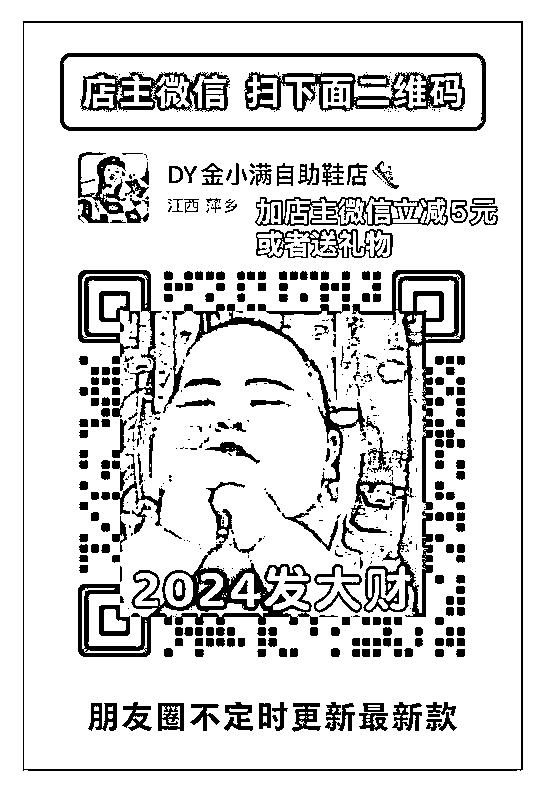 店主微信 扫下面二维码
DY金小满自助鞋店
江西 萍乡
加店主微信立减5元
或者送礼物
2024发大财
朋友圈不定时更新最新款